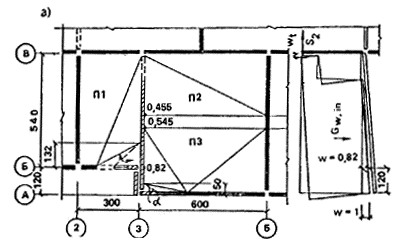 а)
В
540
132
Б
120
А
П1
П2
0,455
0,545
П3
0,82
50
α
300
600
2
3
Б
S₂
G w, in
w = 0,82
120
w = 1